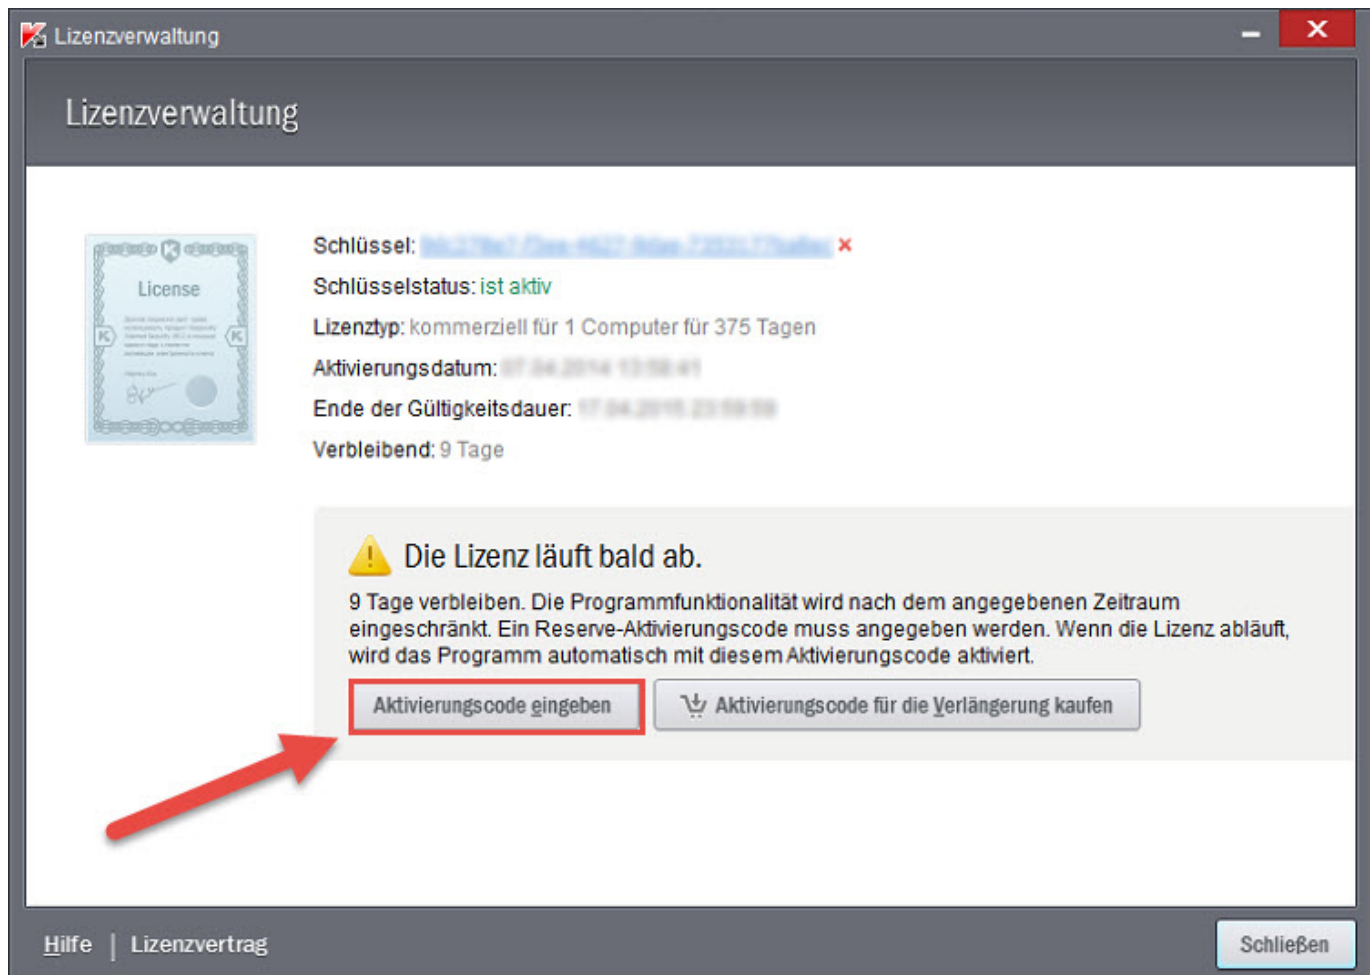 Lizenzverwaltung
Lizenzverwaltung
License
Schlüssel:
Schlüsselstatus: ist aktiv
Lizenztyp: kommerziell für 1 Computer für 375 Tagen
Aktivierungsdatum:
Ende der Gültigkeitsdauer:
Verbleibend: 9 Tage
Die Lizenz läuft bald ab.
9 Tage verbleiben. Die Programmfunktionalität wird nach dem angegebenen Zeitraum
eingeschränkt. Ein Reserve-Aktivierungscode muss angegeben werden. Wenn die Lizenz abläuft,
wird das Programm automatisch mit diesem Aktivierungscode aktiviert.
Aktivierungscode eingeben
Aktivierungscode für die Verlängerung kaufen
Hilfe | Lizenzvertrag
Schließen